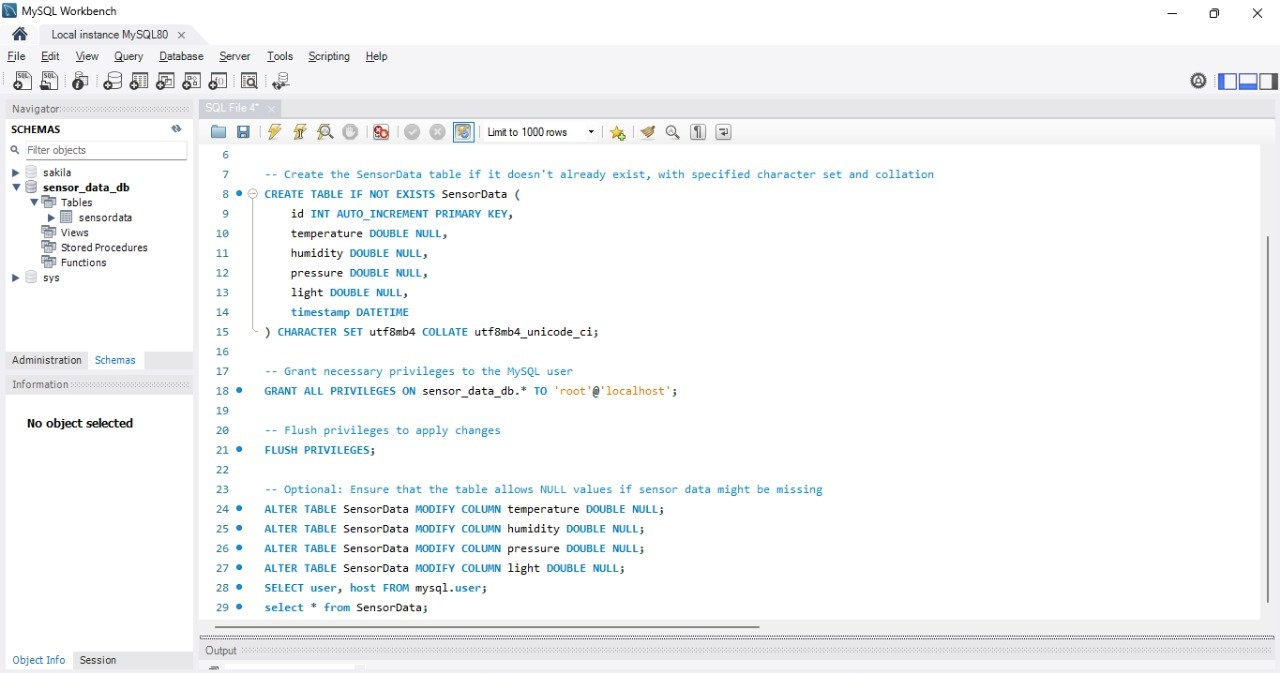 MySQL Workbench
Local instance MySQL80
File Edit View Query Database Server Tools Scripting Help
Navigator
SCHEMAS
Filter objects
sakila
sensor_data_db
Tables
sensordata
Views
Stored Procedures
Functions
sys
Administration Schemas
Information
No object selected
Object Info Session
SQL File 4*
Limit to 1000 rows
6
7 -- Create the SensorData table if it doesn't already exist, with specified character set and collation
8 CREATE TABLE IF NOT EXISTS SensorData (
9 id INT AUTO_INCREMENT PRIMARY KEY,
10 temperature DOUBLE NULL,
11 humidity DOUBLE NULL,
12 pressure DOUBLE NULL,
13 light DOUBLE NULL,
14 timestamp DATETIME
15 ) CHARACTER SET utf8mb4 COLLATE utf8mb4_unicode_ci;
16
17 -- Grant necessary privileges to the MySQL user
18 GRANT ALL PRIVILEGES ON sensor_data_db.* TO 'root'@'localhost';
19
20 -- Flush privileges to apply changes
21 FLUSH PRIVILEGES;
22
23 -- Optional: Ensure that the table allows NULL values if sensor data might be missing
24 ALTER TABLE SensorData MODIFY COLUMN temperature DOUBLE NULL;
25 ALTER TABLE SensorData MODIFY COLUMN humidity DOUBLE NULL;
26 ALTER TABLE SensorData MODIFY COLUMN pressure DOUBLE NULL;
27 ALTER TABLE SensorData MODIFY COLUMN light DOUBLE NULL;
28 SELECT user, host FROM mysql.user;
29 select * from SensorData;
Output